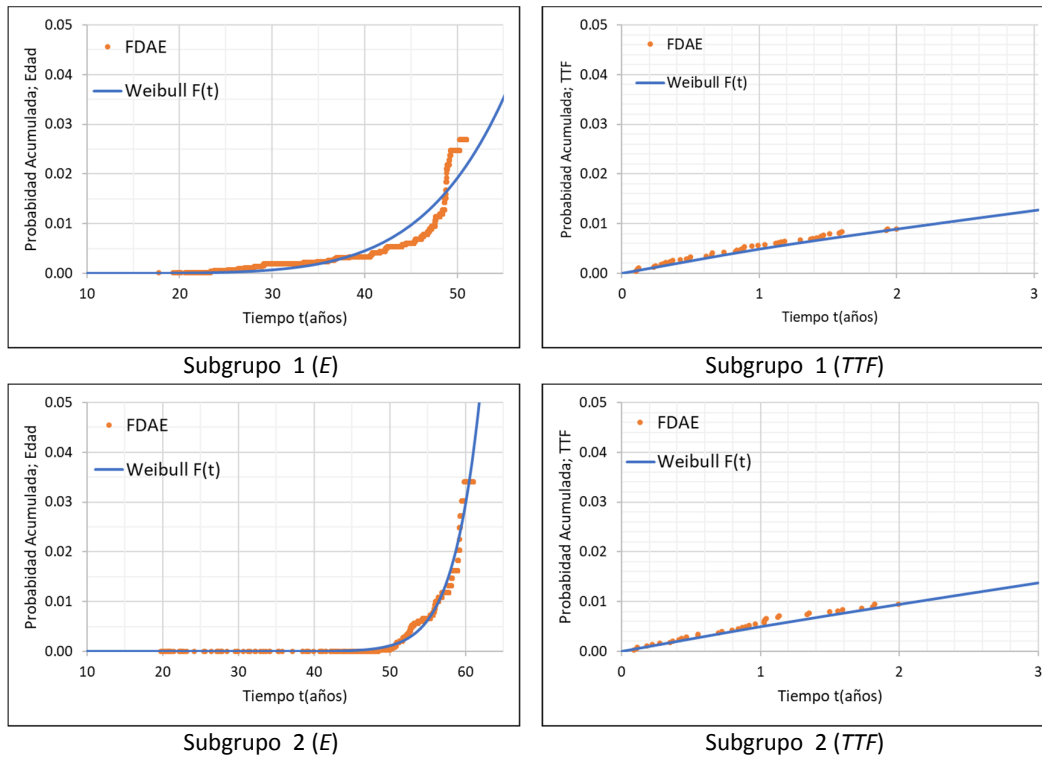 0.05
0.04
0.03
0.02
0.01
0.00
Probabidad Acumulada; Edad
FDAE
Weibull F(t)
10 20 30 40 50
Tiempo t(años)
Subgrupo 1 (E)
0.05
0.04
0.03
0.02
0.01
0.00
Probabidad Acumulada; TTF
FDAE
Weibull F(t)
0 1 2 3
Tiempo t(años)
Subgrupo 1 (TTF)
0.05
0.04
0.03
0.02
0.01
0.00
Probabidad Acumulada; Edad
FDAE
Weibull F(t)
10 20 30 40 50 60
Tiempo t(años)
Subgrupo 2 (E)
0.05
0.04
0.03
0.02
0.01
0.00
Probabidad Acumulada; TTF
FDAE
Weibull F(t)
0 1 2 3
Tiempo t(años)
Subgrupo 2 (TTF)